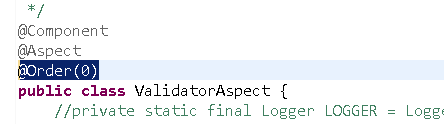 */
@Component
@Aspect
@Order(0)
public class ValidatorAspect {
//private static final Logger LOGGER = Logge